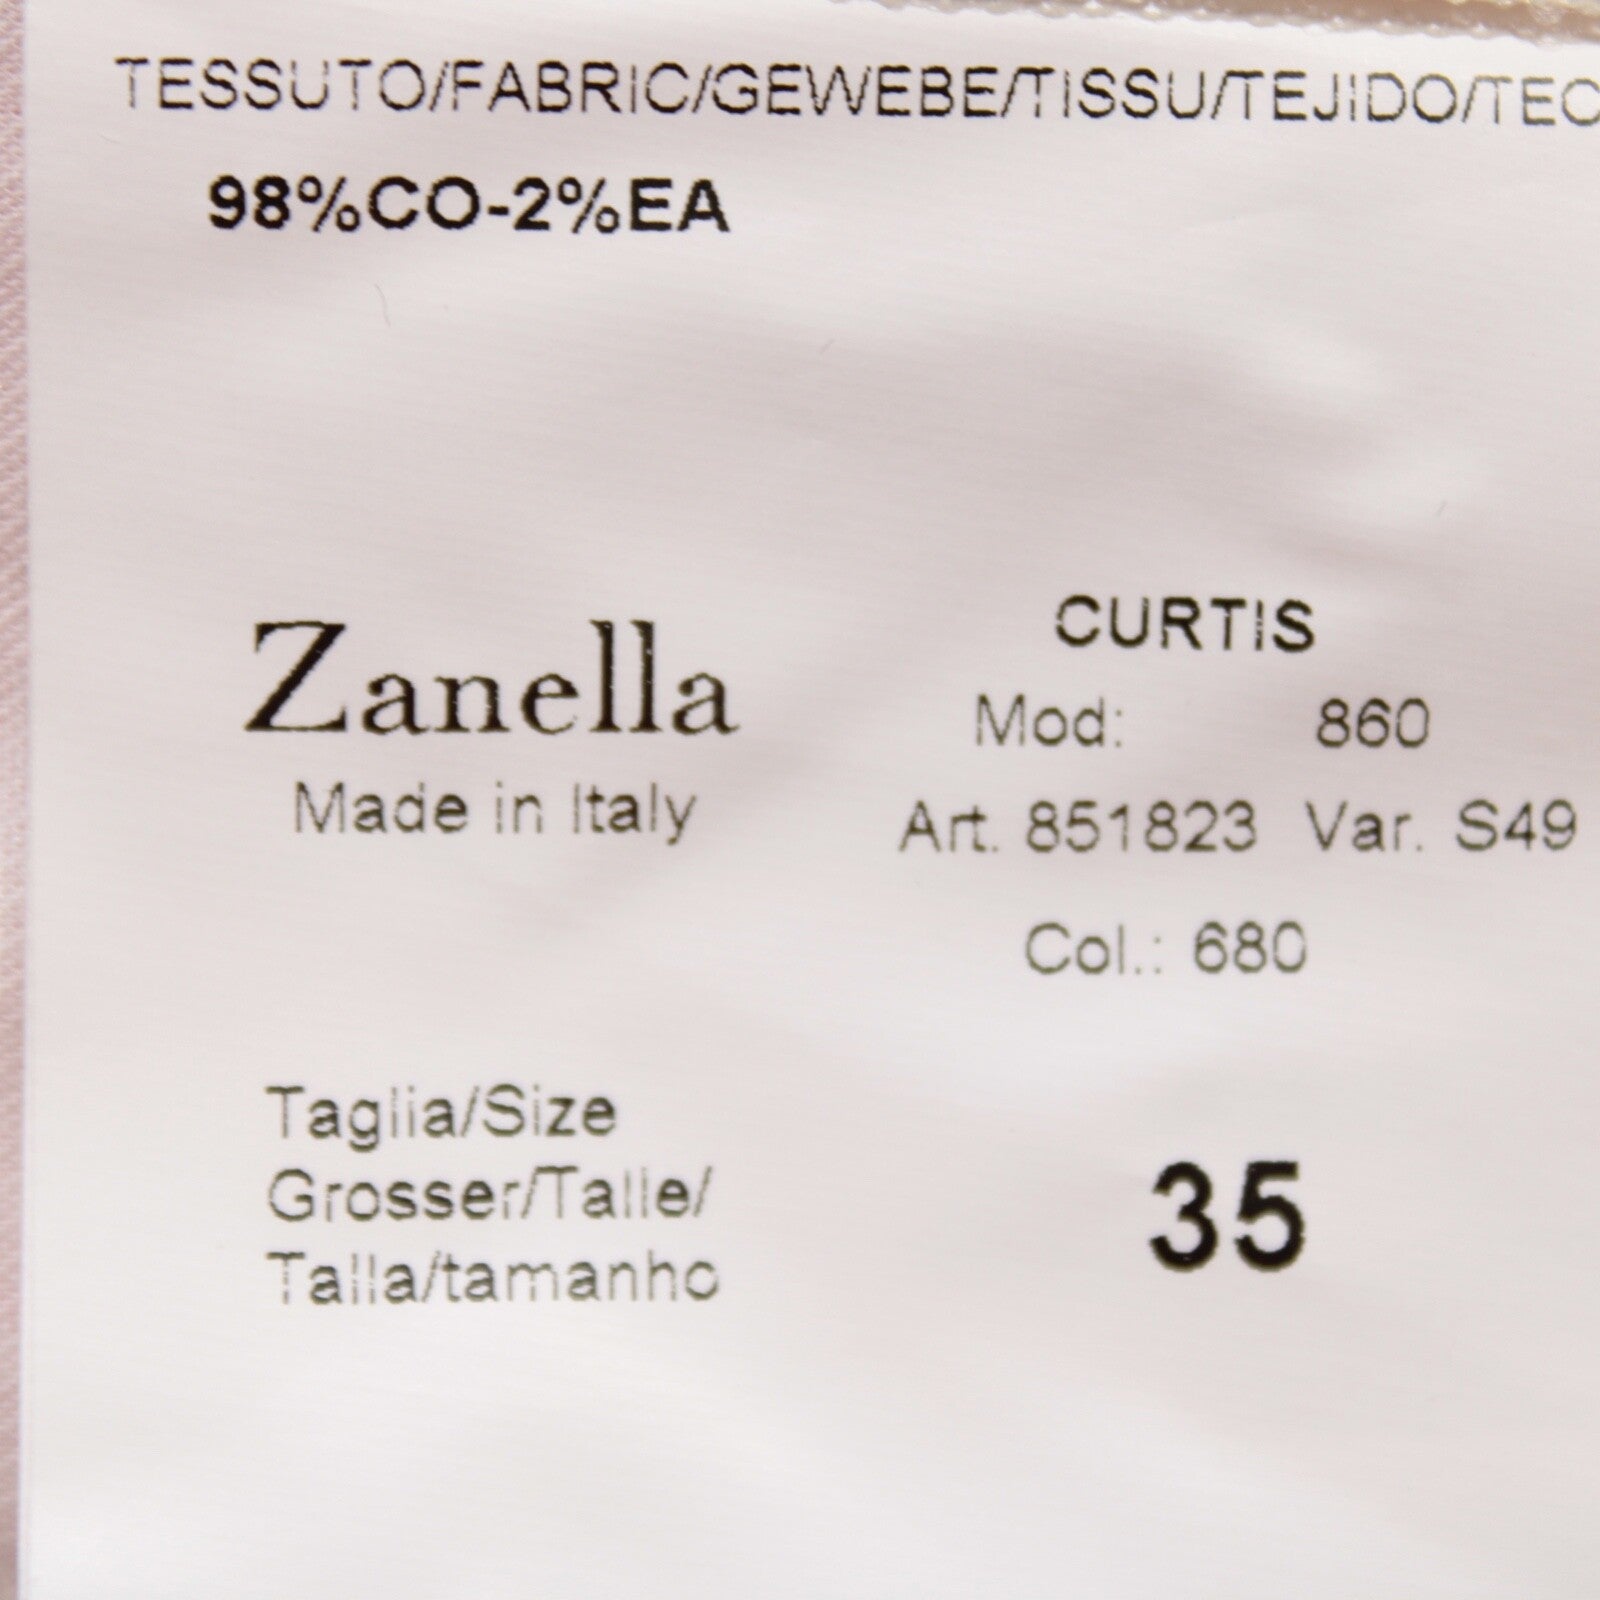 TESSUTO/FABRIC/GEWEBE/TISSU/TEJIDO/TEC
98%CO-2%EA
Zanella
Made in Italy
CURTIS
Mod: 860
Art. 851823 Var. S49
Col.: 680
Taglia/Size
Grosser/Talle/
Talla/tamanho
35